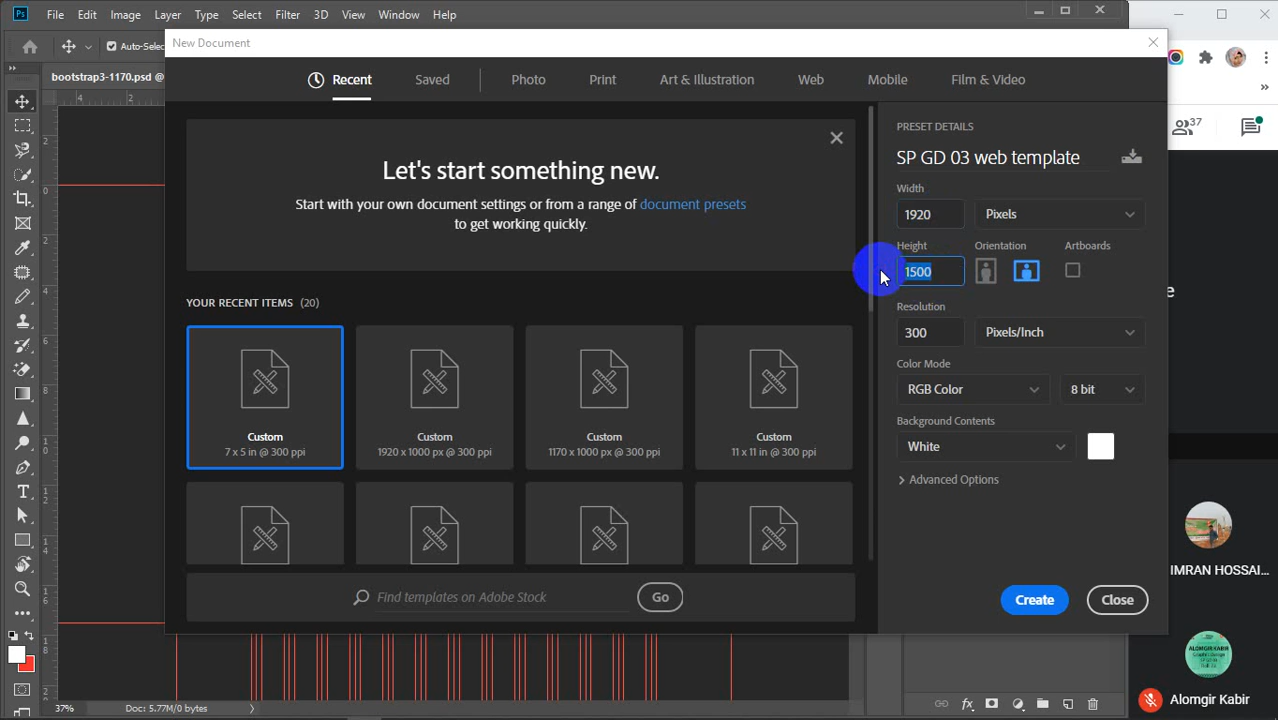 Ps File Edit Image Layer Type Select Filter 3D View Window Help
New Document
Auto-Selec
Recent Saved Photo Print Art & Illustration Web Mobile Film & Video
bootstrap3-1170.psd @
4 2
Let's start something new.
Start with your own document settings or from a range of document presets
to get working quickly.
YOUR RECENT ITEMS (20)
Custom
7 x 5 in @ 300 ppi
Custom
1920 x 1000 px @ 300 ppi
Custom
1170 x 1000 px @ 300 ppi
Custom
11 x 11 in @ 300 ppi
Find templates on Adobe Stock Go
PRESET DETAILS
SP GD 03 web template
Width
1920 Pixels
Height Orientation Artboards
1500
Resolution
300 Pixels/Inch
Color Mode
RGB Color 8 bit
Background Contents
White
Advanced Options
Create Close
37
e
IMRAN HOSSAI...
ALOMGIR KABIR
Alomgir Kabir
37% Doc: 5.77M/0 bytes